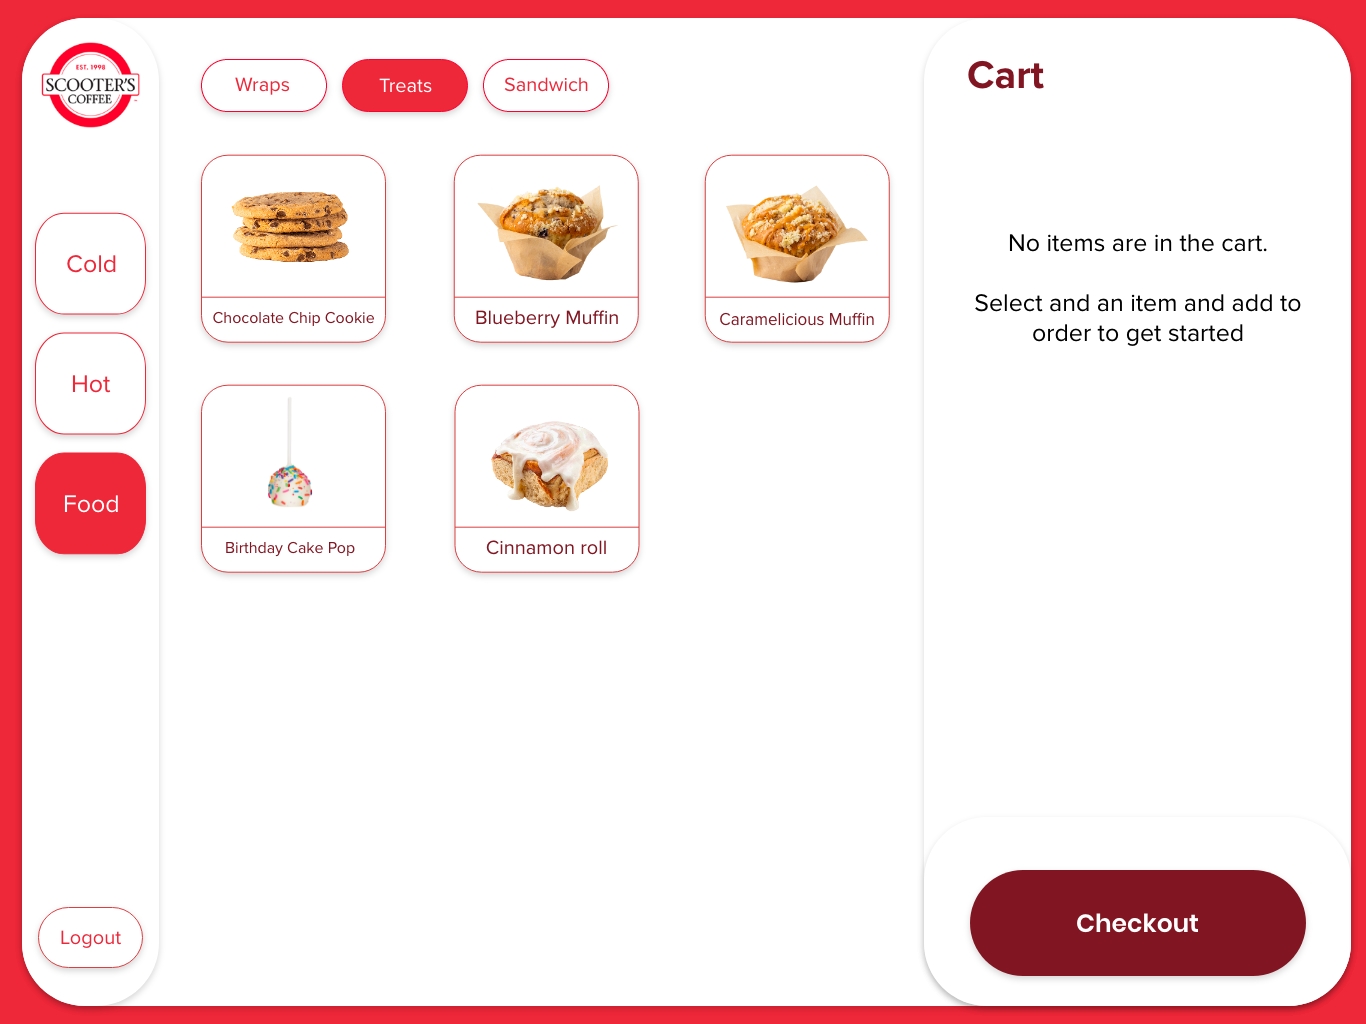 EST. 1998
SCOOTER'S
COFFEE
Wraps
Treats
Sandwich
Cart
Cold
Hot
Food
Logout
Chocolate Chip Cookie
Blueberry Muffin
Caramelicious Muffin
Birthday Cake Pop
Cinnamon roll
No items are in the cart.
Select and an item and add to
order to get started
Checkout